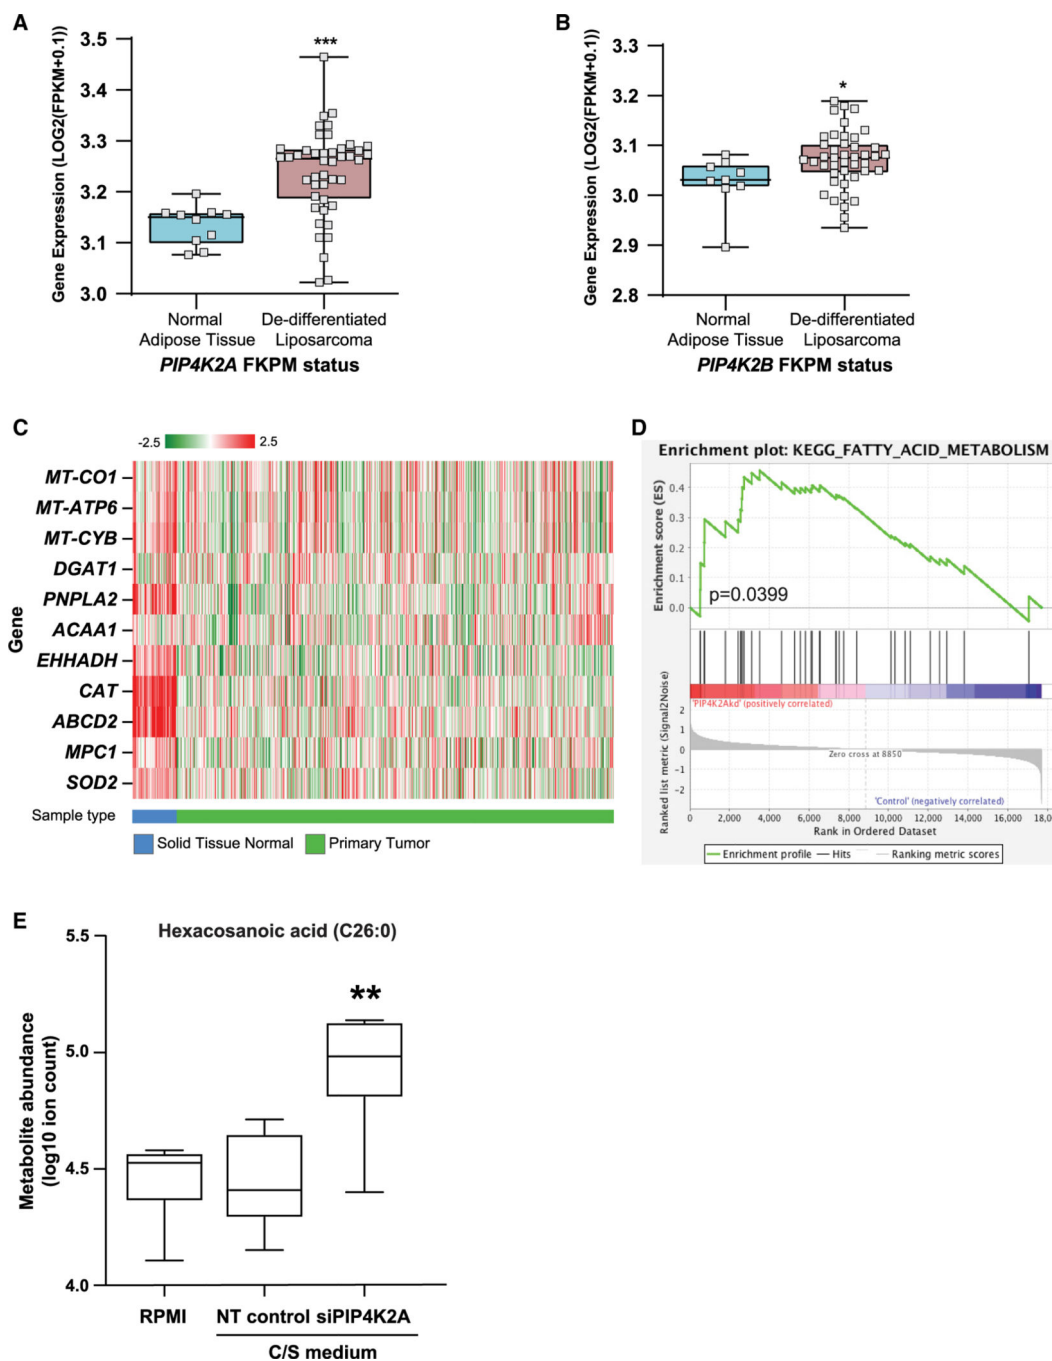 A
Gene Expression (LOG2(FPKM+0.1))
3.5
3.4
3.3
3.2
3.1
3.0
***
Normal
Adipose Tissue
De-differentiated
Liposarcoma
PIP4K2A FKPM status
B
Gene Expression (LOG2(FPKM+0.1))
3.3
3.2
3.1
3.0
2.9
2.8
*
Normal
Adipose Tissue
De-differentiated
Liposarcoma
PIP4K2B FKPM status
C
-2.5
2.5
Gene
MT-CO1
MT-ATP6
MT-CYB
DGAT1
PNPLA2
ACAA1
EHHADH
CAT
ABCD2
MPC1
SOD2
Sample type
Solid Tissue Normal
Primary Tumor
D
Enrichment plot: KEGG_FATTY_ACID_METABOLISM
Enrichment score (ES)
0.4
0.3
0.2
0.1
0.0
p=0.0399
'PIP4K2Akd' (positively correlated)
Ranked list metric (Signal2Noise)
2
1
0
-1
-2
Zero cross at 8850
'Control' (negatively correlated)
0 2,000 4,000 6,000 8,000 10,000 12,000 14,000 16,000 18,0
Rank in Ordered Dataset
Enrichment profile Hits Ranking metric scores
E
Hexacosanoic acid (C26:0)
Metabolite abundance
(log10 ion count)
5.5
5.0
4.5
4.0
**
RPMI NT control siPIP4K2A
C/S medium